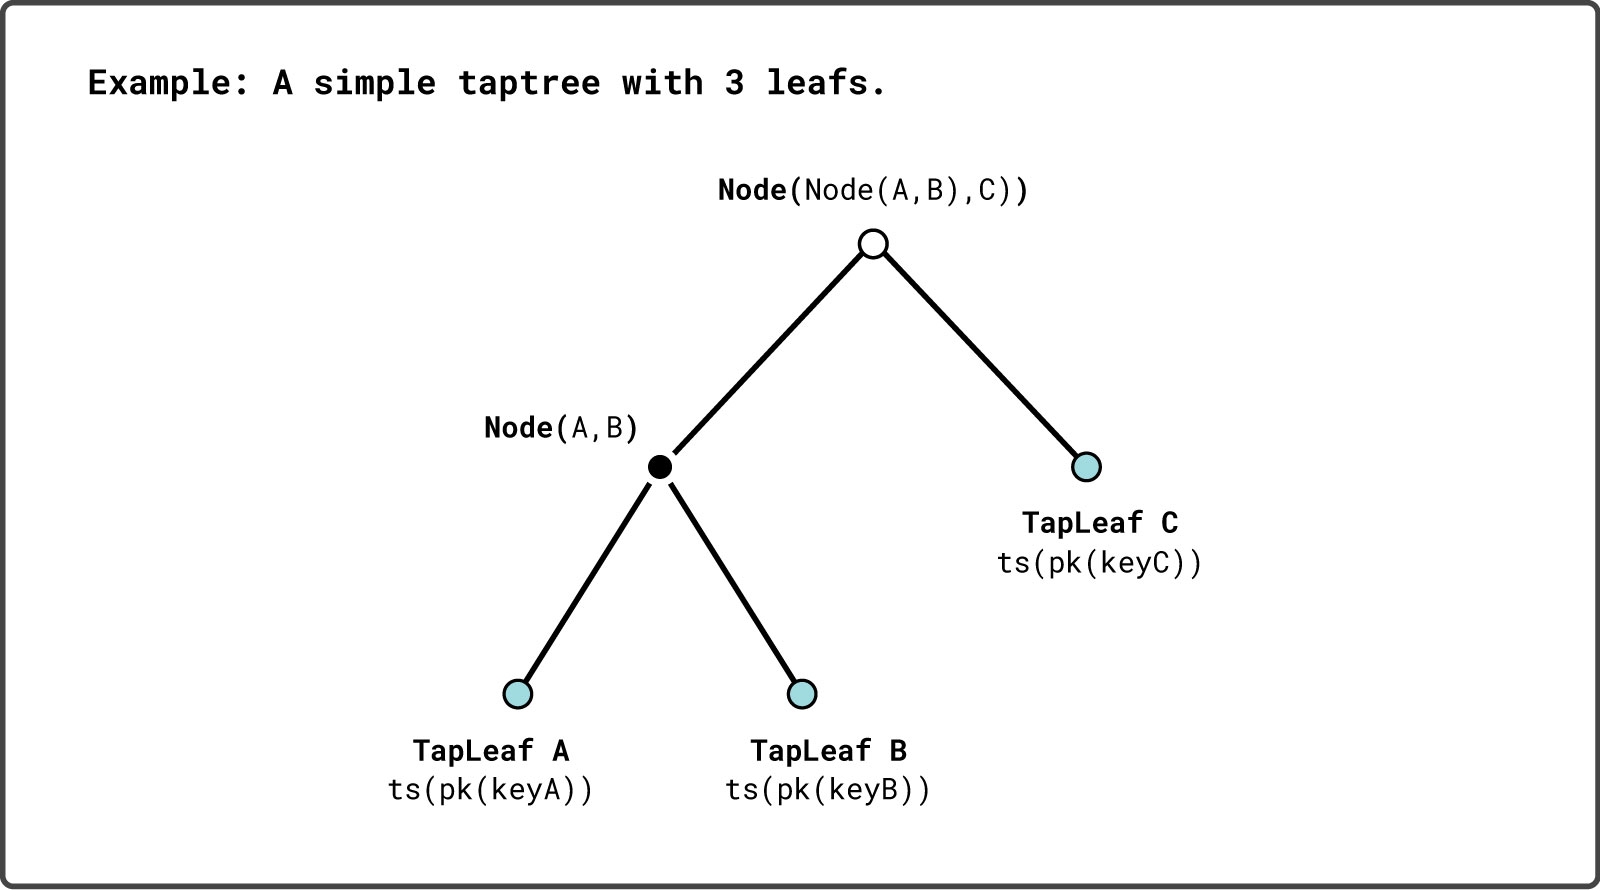 Example: A simple taptree with 3 leafs.
Node(Node(A,B),C))
Node(A,B)
TapLeaf C
ts(pk(keyC))
TapLeaf A
ts(pk(keyA))
TapLeaf B
ts(pk(keyB))